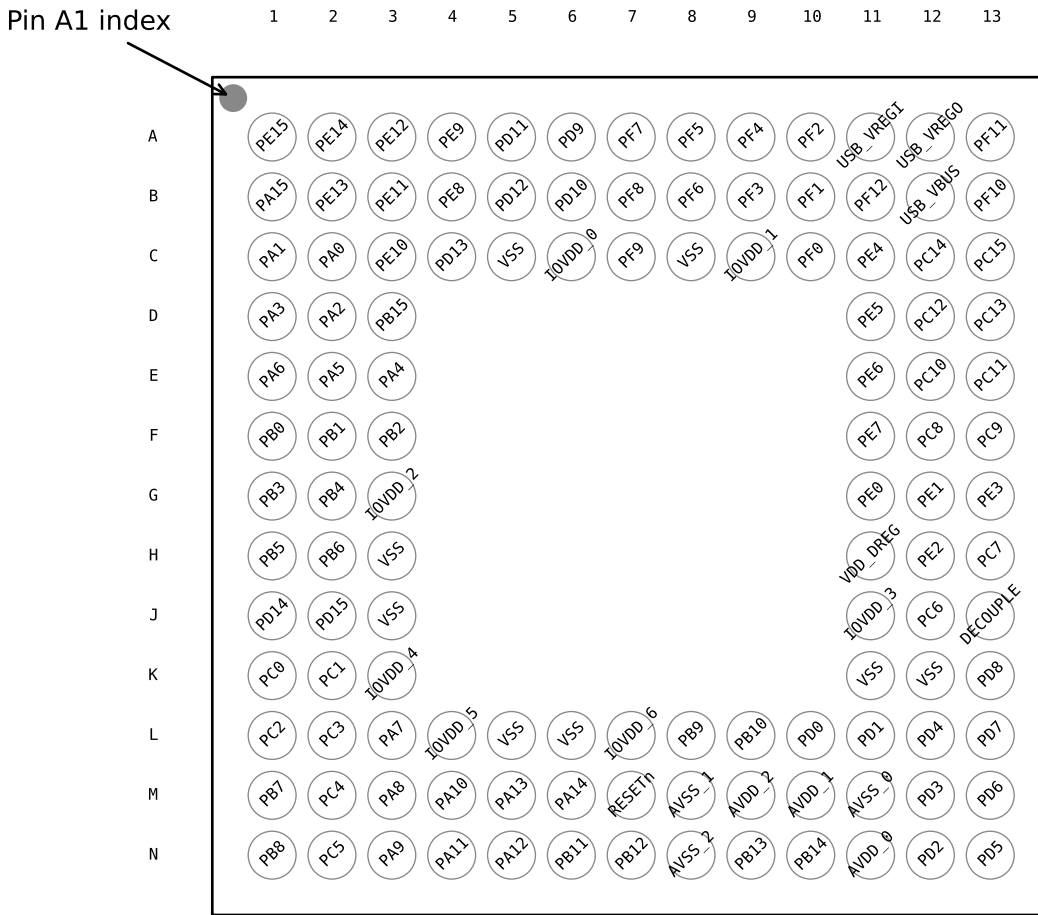 Pin A1 index
1 2 3 4 5 6 7 8 9 10 11 12 13
A PE15 PE14 PE12 PE9 PD11 PD9 PF7 PF5 PF4 PF2 USB_VREGI USB_VREGO PF11
B PA15 PE13 PE11 PE8 PD12 PD10 PF8 PF6 PF3 PF1 PF12 USB_VBUS PF10
C PA1 PA0 PE10 PD13 VSS IOVDD_0 PF9 VSS IOVDD_1 PF0 PE4 PC14 PC15
D PA3 PA2 PB15 PE5 PC12 PC13
E PA6 PA5 PA4 PE6 PC10 PC11
F PB0 PB1 PB2 PE7 PC8 PC9
G PB3 PB4 IOVDD_2 PE0 PE1 PE3
H PB5 PB6 VSS VDD_DREG PE2 PC7
J PD14 PD15 VSS IOVDD_3 PC6 DECOUPLE
K PC0 PC1 IOVDD_4 VSS VSS PD8
L PC2 PC3 PA7 IOVDD_5 VSS VSS IOVDD_6 PB9 PB10 PD0 PD1 PD4 PD7
M PB7 PC4 PA8 PA10 PA13 PA14 RESETn AVSS_1 AVDD_2 AVDD_1 AVSS_0 PD3 PD6
N PB8 PC5 PA9 PA11 PA12 PB11 PB12 AVSS_2 PB13 PB14 AVDD_0 PD2 PD5